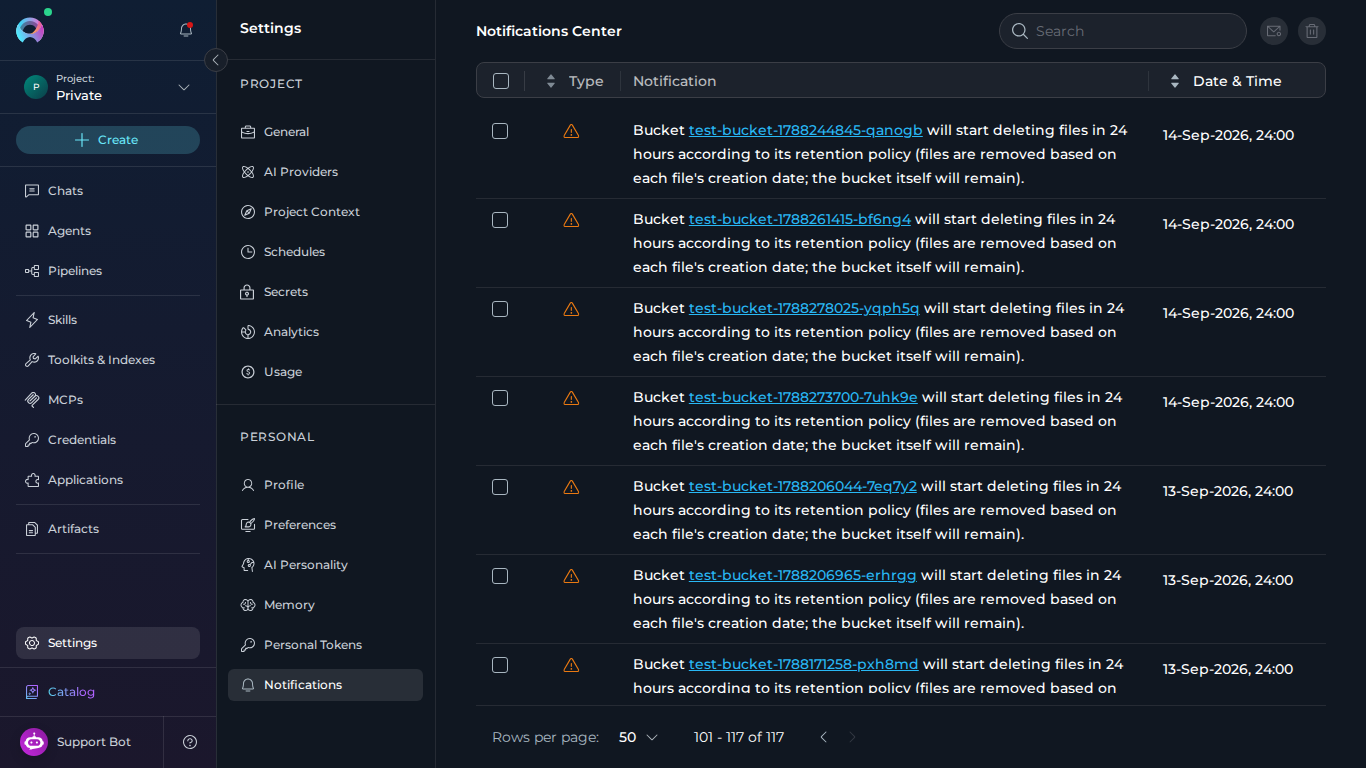 Project:
P
Private
Create
Chats
Agents
Pipelines
Skills
Toolkits & Indexes
MCPs
Credentials
Applications
Artifacts
Settings
Catalog
Support Bot
Settings
PROJECT
General
AI Providers
Project Context
Schedules
Secrets
Analytics
Usage
PERSONAL
Profile
Preferences
AI Personality
Memory
Personal Tokens
Notifications
Notifications Center
Search
Type Notification Date & Time
Bucket test-bucket-1788244845-qanogb will start deleting files in 24
hours according to its retention policy (files are removed based on
each file's creation date; the bucket itself will remain).
14-Sep-2026, 24:00
Bucket test-bucket-1788261415-bf6ng4 will start deleting files in 24
hours according to its retention policy (files are removed based on
each file's creation date; the bucket itself will remain).
14-Sep-2026, 24:00
Bucket test-bucket-1788278025-yqph5q will start deleting files in 24
hours according to its retention policy (files are removed based on
each file's creation date; the bucket itself will remain).
14-Sep-2026, 24:00
Bucket test-bucket-1788273700-7uhk9e will start deleting files in 24
hours according to its retention policy (files are removed based on
each file's creation date; the bucket itself will remain).
14-Sep-2026, 24:00
Bucket test-bucket-1788206044-7eq7y2 will start deleting files in 24
hours according to its retention policy (files are removed based on
each file's creation date; the bucket itself will remain).
13-Sep-2026, 24:00
Bucket test-bucket-1788206965-erhrgg will start deleting files in 24
hours according to its retention policy (files are removed based on
each file's creation date; the bucket itself will remain).
13-Sep-2026, 24:00
Bucket test-bucket-1788171258-pxh8md will start deleting files in 24
hours according to its retention policy (files are removed based on
13-Sep-2026, 24:00
Rows per page: 50 101 - 117 of 117